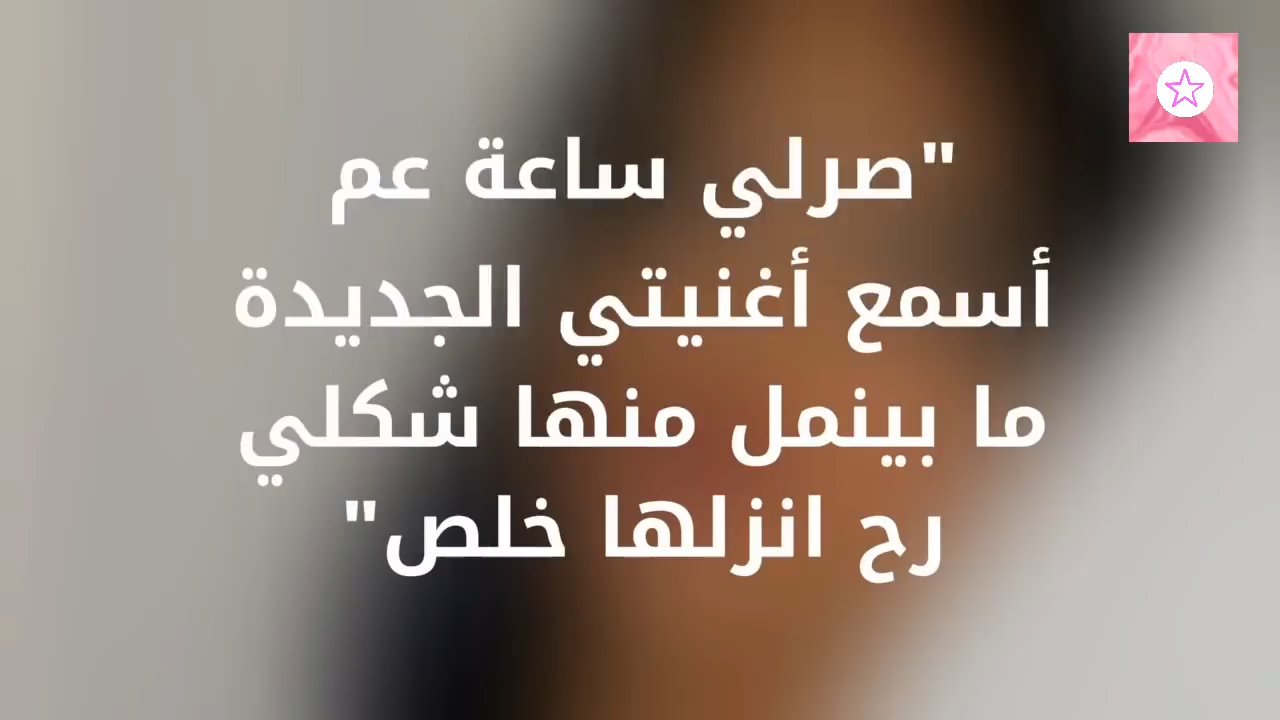 "صرلي ساعة عم
أسمع أغنيتي الجديدة
ما بينمل منها شكلي
رح انزلها خلص"